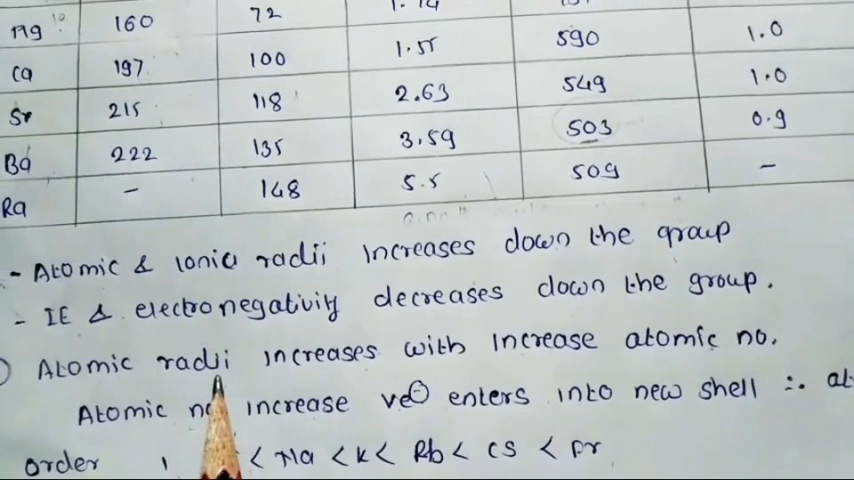 Mg 160 72
Ca 197 100 1.55 590 1.0
Sr 215 118 2.63 549 1.0
Ba 222 135 3.59 503 0.9
Ra - 148 5.5 509 -
- Atomic & ionic radii increases down the group
- IE & electronegativity decreases down the group.
Atomic radii increases with increase atomic no.
Atomic no increase ve⊖ enters into new shell ∴ at
order < Na < K < Rb < Cs < Fr